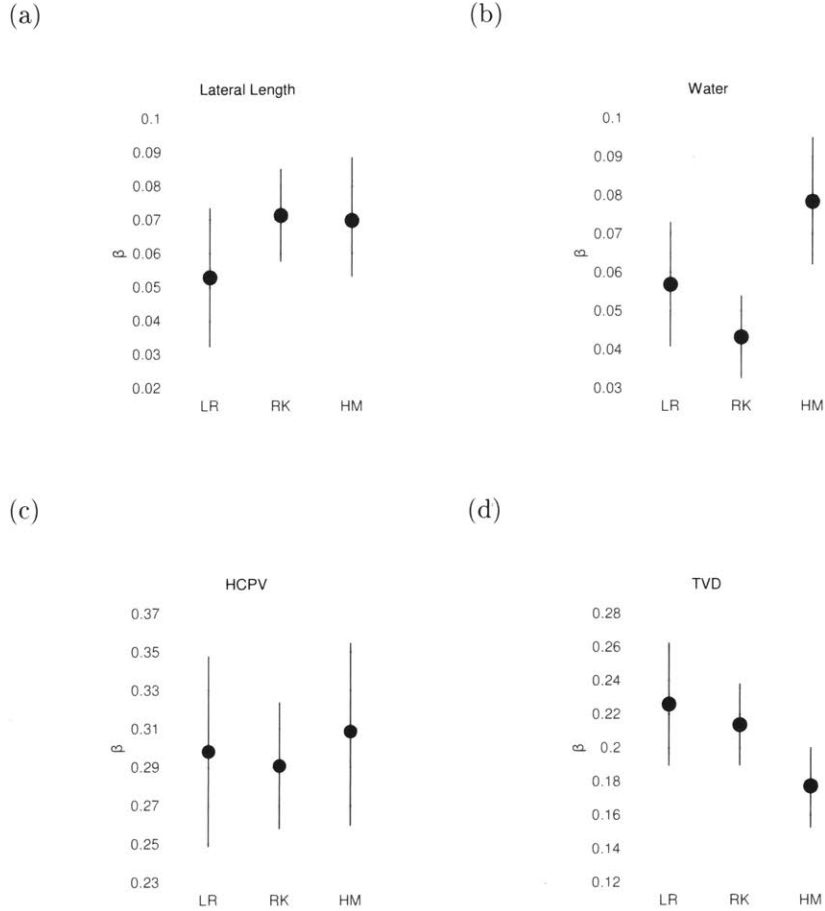 (a)
Lateral Length
0.1
0.09
0.08
0.07
0.06
0.05
0.04
0.03
0.02
β
LR RK HM
(b)
Water
0.1
0.09
0.08
0.07
0.06
0.05
0.04
0.03
β
LR RK HM
(c)
HCPV
0.37
0.35
0.33
0.31
0.29
0.27
0.25
0.23
β
LR RK HM
(d)
TVD
0.28
0.26
0.24
0.22
0.2
0.18
0.16
0.14
0.12
β
LR RK HM